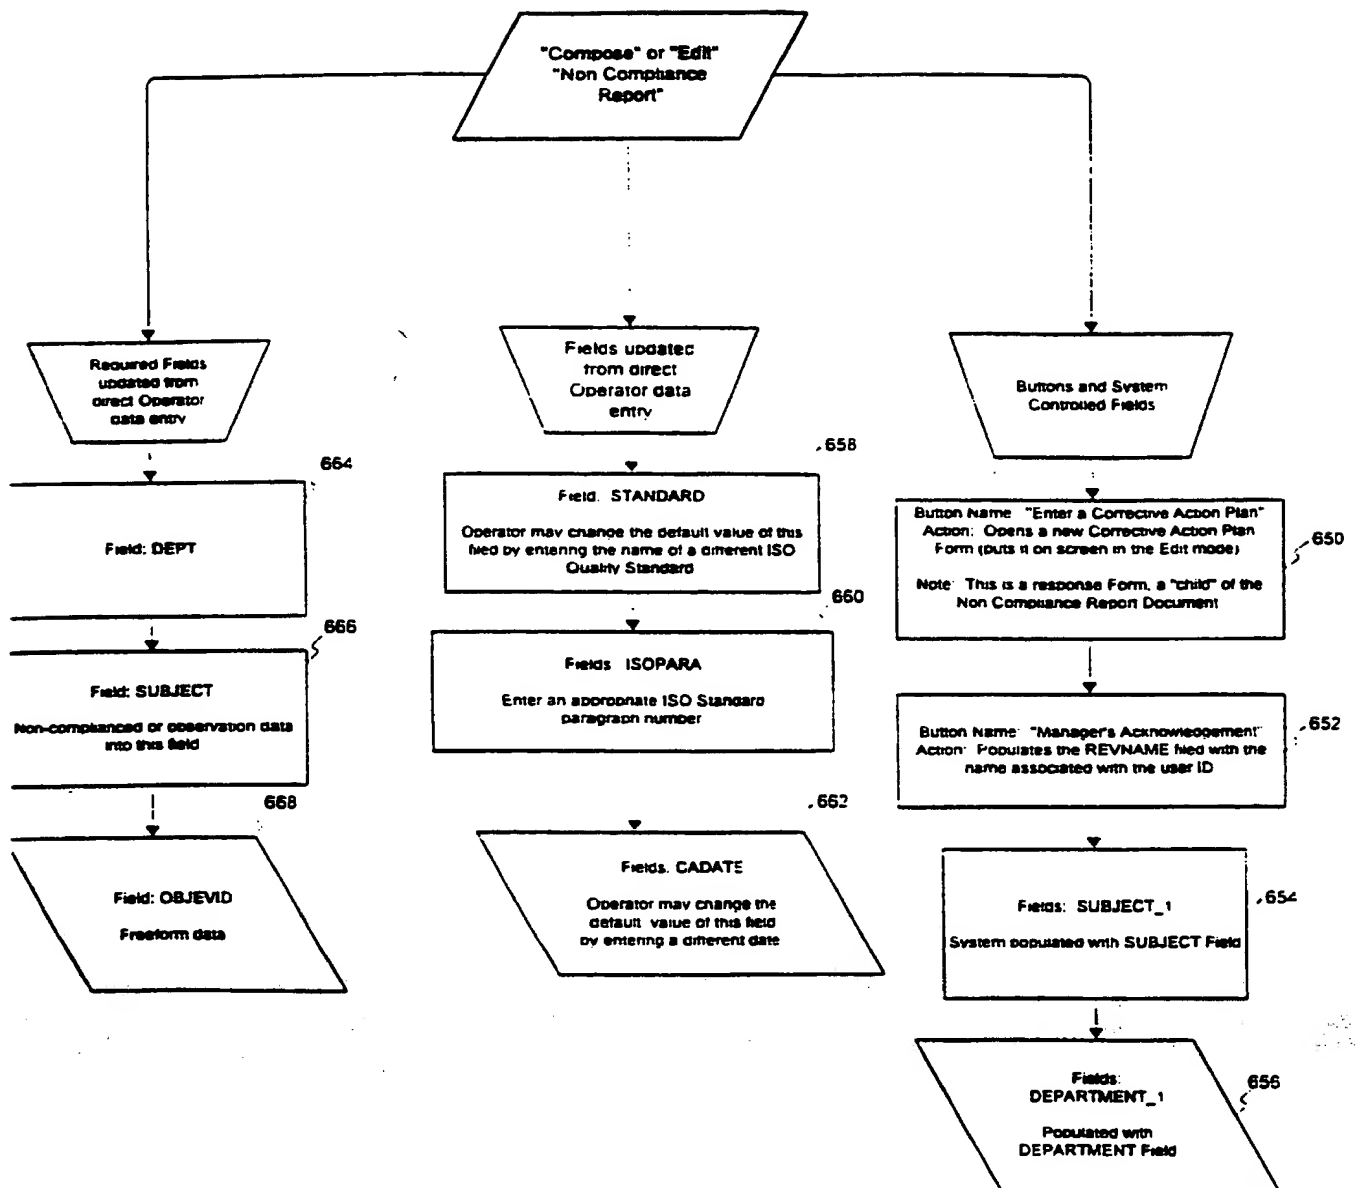 "Compose" or "Edit"
"Non Compliance
Report"
Required Fields
updated from
direct Operator
data entry
664
Field: DEPT
666
Field: SUBJECT
Non-complianced or observation data
into this field
668
Field: OBJEVID
Freeform data
Fields updated
from direct
Operator data
entry
658
Field. STANDARD
Operator may change the default value of this
filed by entering the name of a different ISO
Quality Standard
660
Fields ISOPARA
Enter an appropriate ISO Standard
paragraph number
662
Fields. CADATE
Operator may change the
default value of this field
by entering a different date
Buttons and System
Controlled Fields
Button Name: "Enter a Corrective Action Plan"
Action: Opens a new Corrective Action Plan
Form (puts it on screen in the Edit mode)
Note: This is a response Form, a "child" of the
Non Compliance Report Document
650
Button Name: "Manager's Acknowledgement"
Action: Populates the REVNAME filed with the
name associated with the user ID
652
Fields: SUBJECT_1
System populated with SUBJECT Field
654
Fields:
DEPARTMENT_1
Populated with
DEPARTMENT Field
656